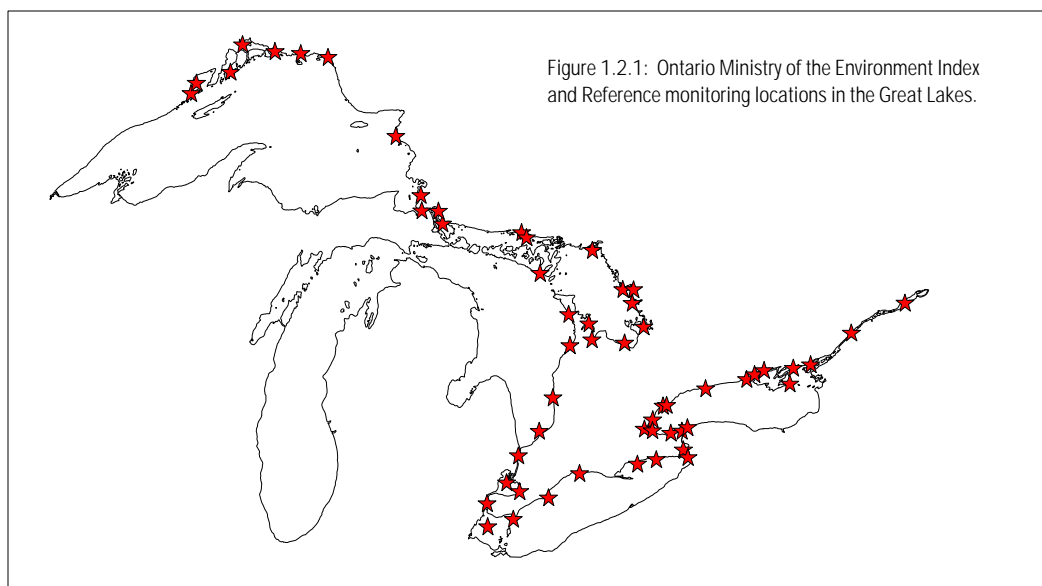 Figure 1.2.1: Ontario Ministry of the Environment Index
and Reference monitoring locations in the Great Lakes.